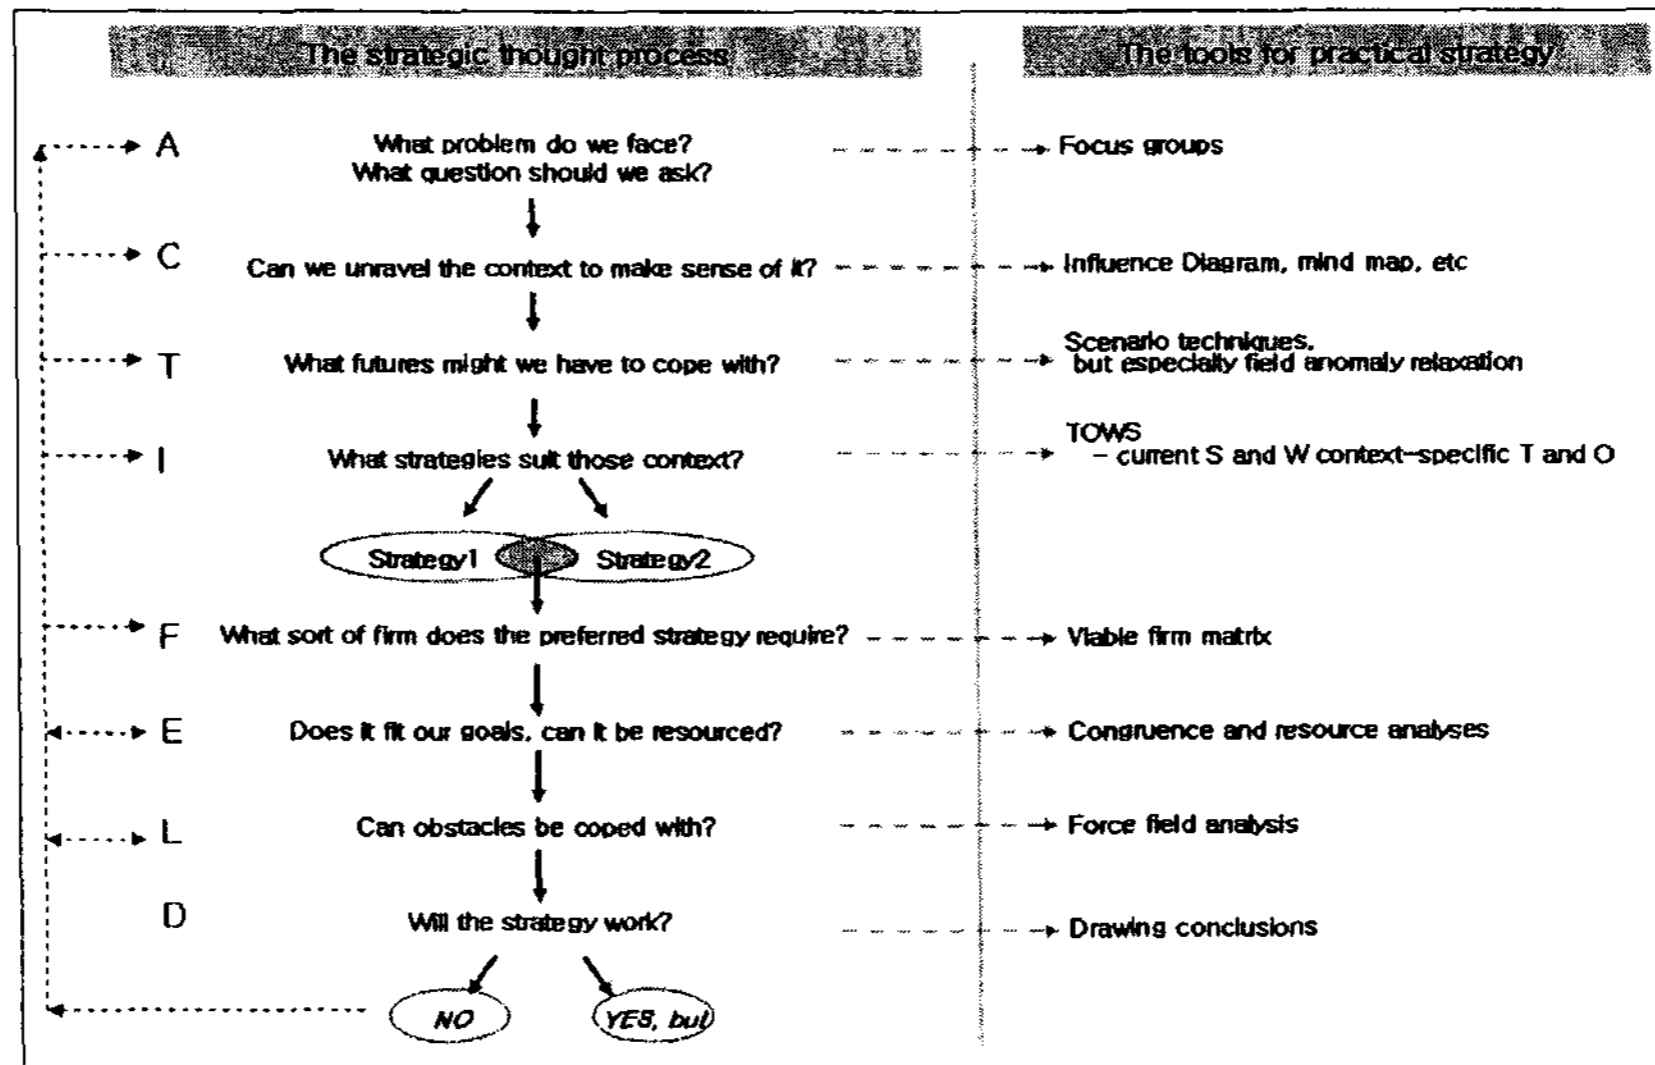 The strategic thought process
The tools for practical strategy
A
What problem do we face?
What question should we ask?
Focus groups
C
Can we unravel the context to make sense of it?
Influence Diagram, mind map, etc
T
What futures might we have to cope with?
Scenario techniques,
but especially field anomaly relaxation
I
What strategies suit those context?
TOWS
- current S and W context-specific T and O
Strategy1
Strategy2
F
What sort of firm does the preferred strategy require?
Viable firm matrix
E
Does it fit our goals, can it be resourced?
Congruence and resource analyses
L
Can obstacles be coped with?
Force field analysis
D
Will the strategy work?
Drawing conclusions
NO
YES, but